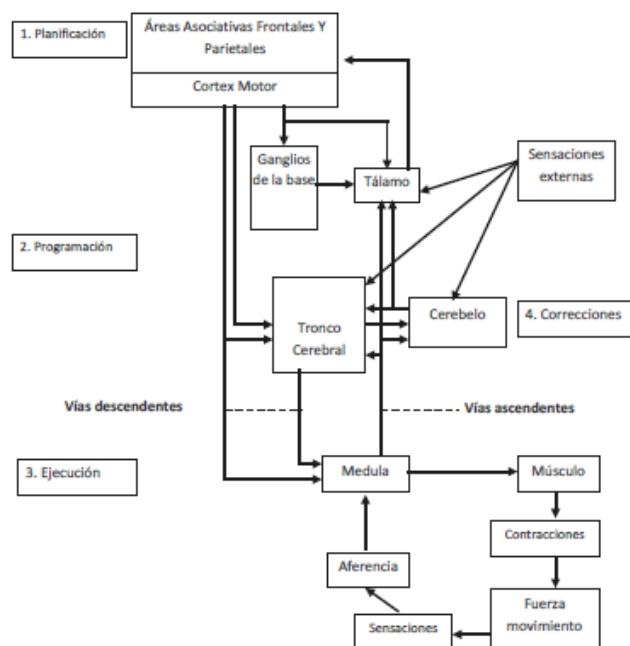 1. Planificación
Áreas Asociativas Frontales Y
Parietales
Cortex Motor
Ganglios
de la base
Tálamo
Sensaciones
externas
2. Programación
Tronco
Cerebral
Cerebelo
4. Correcciones
Vías descendentes
Vías ascendentes
3. Ejecución
Medula
Músculo
Contracciones
Aferencia
Fuerza
movimiento
Sensaciones